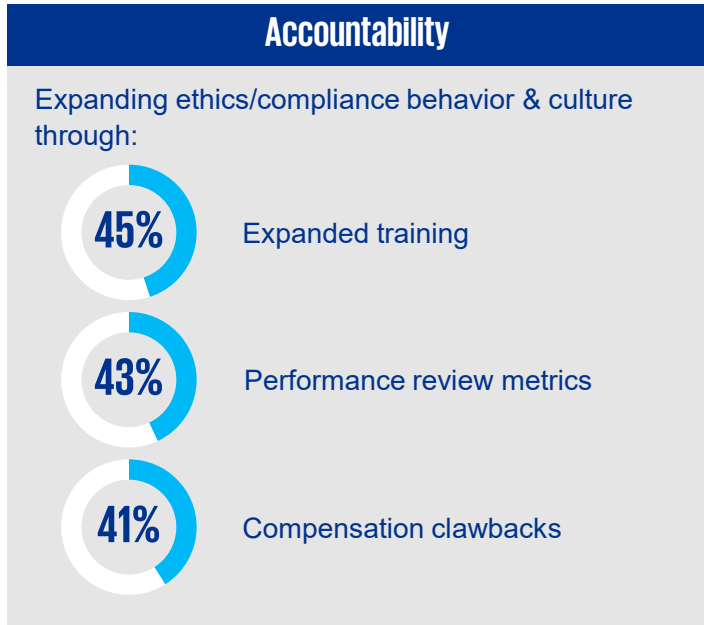 Accountability
Expanding ethics/compliance behavior & culture
through:
45%
Expanded training
43%
Performance review metrics
41%
Compensation clawbacks